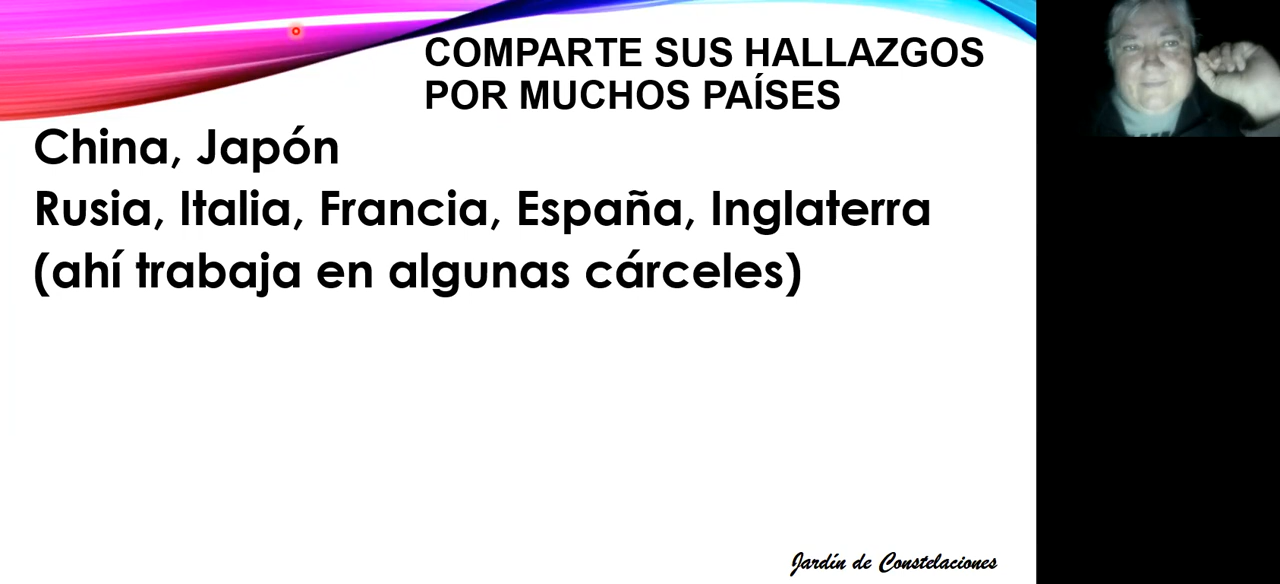 COMPARTE SUS HALLAZGOS
POR MUCHOS PAÍSES
China, Japón
Rusia, Italia, Francia, España, Inglaterra
(ahí trabaja en algunas cárceles)
Jardín de Constelaciones